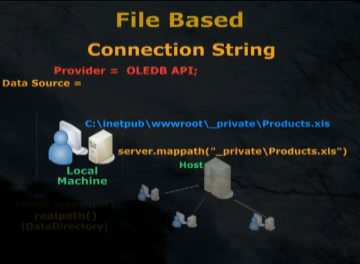 File Based
Connection String
Provider = OLEDB API;
Data Source =
C:\inetpub\wwwroot\_private\Products.xls
server.mappath("_private\Products.xls")
Host
Local
Machine
realpath()
|DataDirectory|